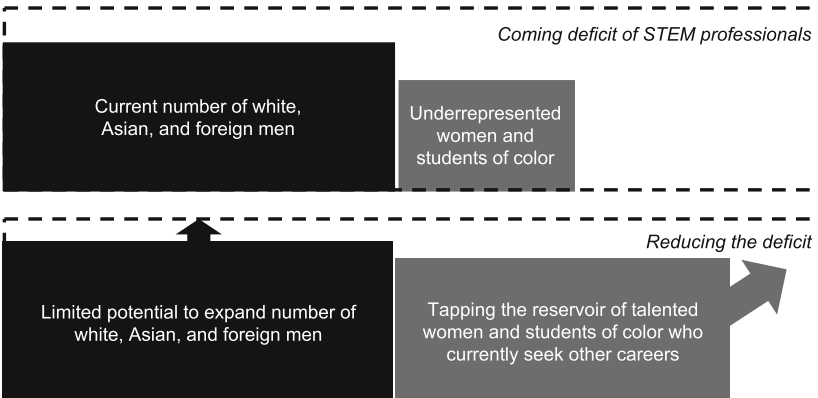 Coming deficit of STEM professionals
Current number of white,
Asian, and foreign men
Underrepresented
women and
students of color
Reducing the deficit
Limited potential to expand number of
white, Asian, and foreign men
Tapping the reservoir of talented
women and students of color who
currently seek other careers